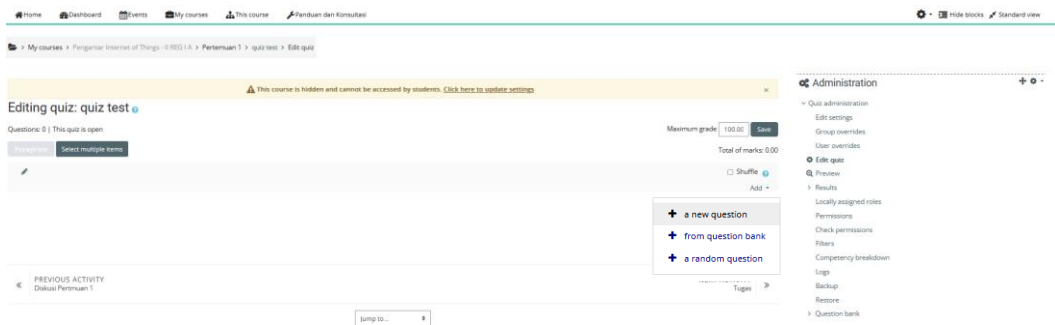 Home Dashboard Events My courses This course Panduan dan Konsultasi Hide blocks Standard view
My courses > Pengantar Internet of Things - II REG I A > Pertemuan 1 > quiz test > Edit quiz
This course is hidden and cannot be accessed by students. Click here to update settings ×
Editing quiz: quiz test
Questions: 0 | This quiz is open
Maximum grade 100.00 Save
Repaginate Select multiple items
Total of marks: 0.00
Shuffle
Add
a new question
from question bank
a random question
PREVIOUS ACTIVITY
Diskusi Pertmuan 1
Tugas
Jump to...
Administration
Quiz administration
Edit settings
Group overrides
User overrides
Edit quiz
Preview
Results
Locally assigned roles
Permissions
Check permissions
Filters
Competency breakdown
Logs
Backup
Restore
Question bank